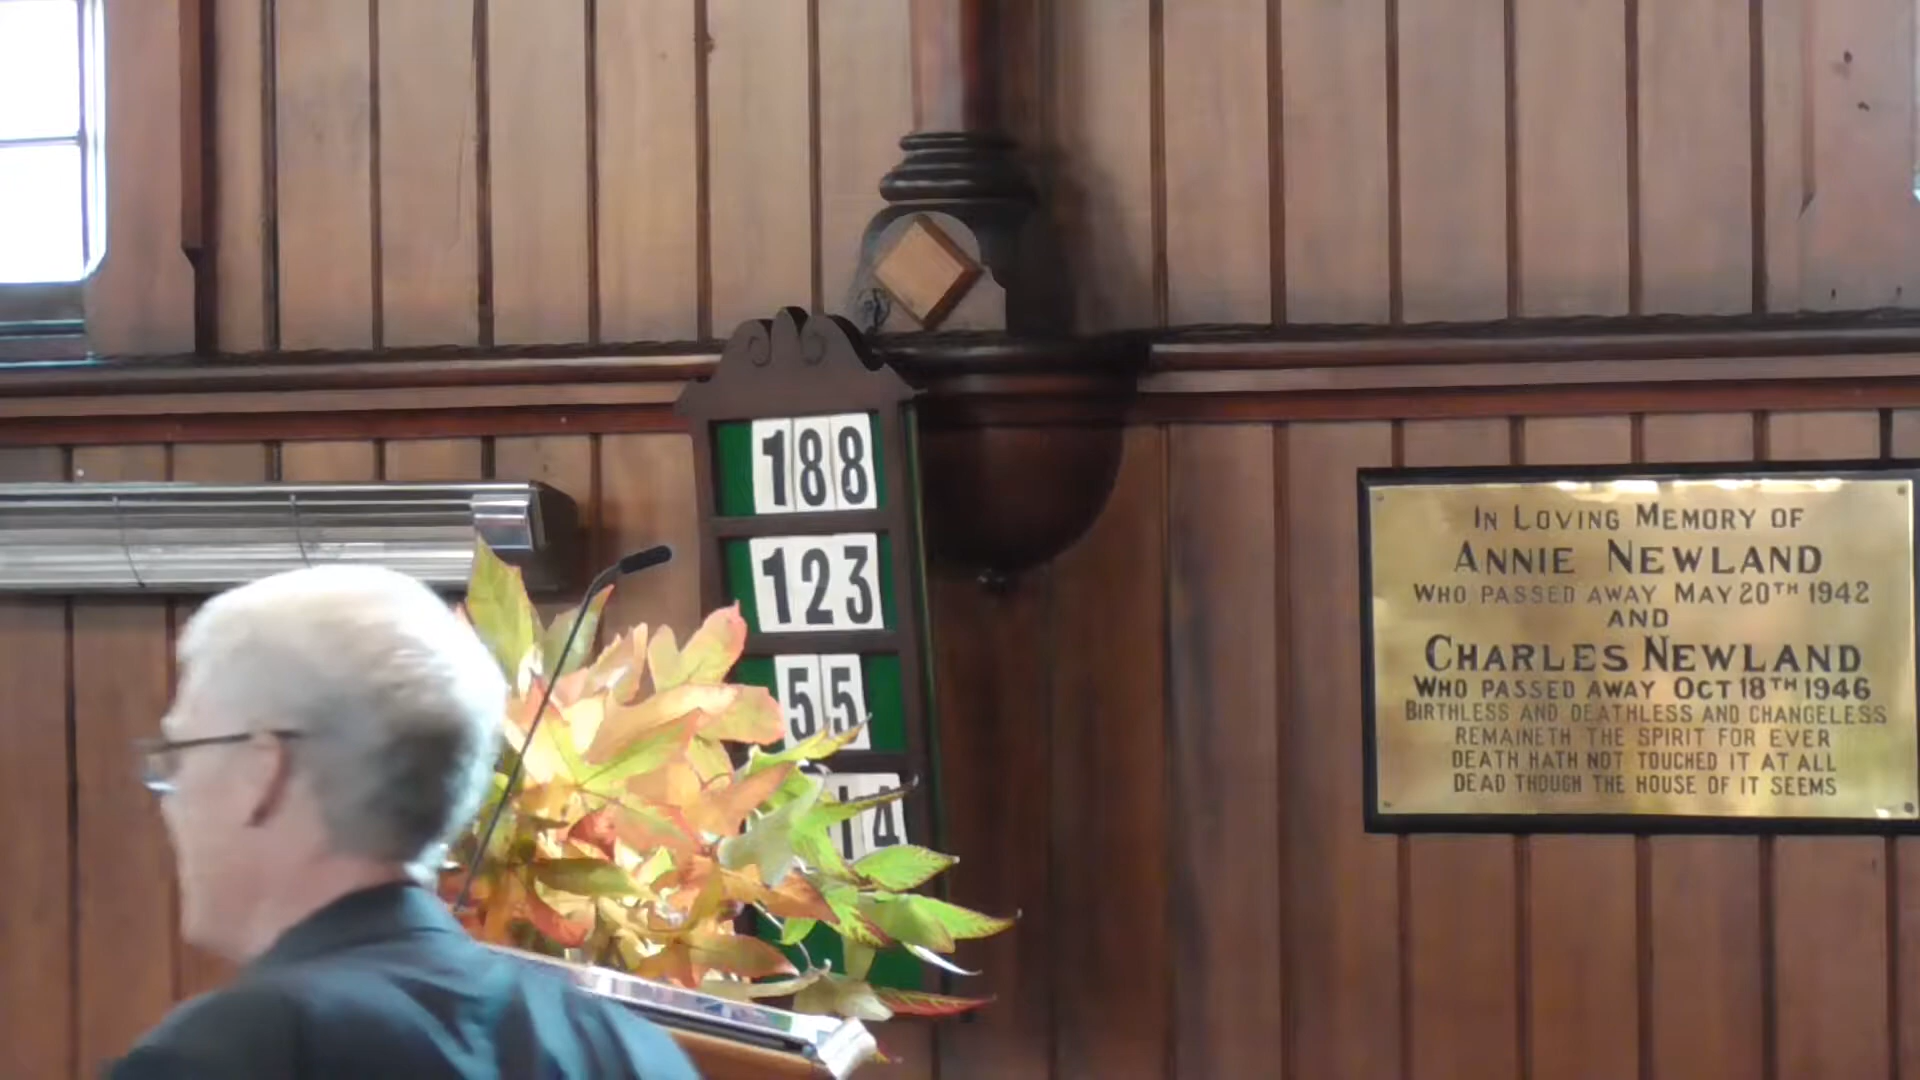 188
123
55
14
IN LOVING MEMORY OF
ANNIE NEWLAND
WHO PASSED AWAY MAY 20TH 1942
AND
CHARLES NEWLAND
WHO PASSED AWAY OCT 18TH 1946
BIRTHLESS AND DEATHLESS AND CHANGELESS
REMAINETH THE SPIRIT FOR EVER
DEATH HATH NOT TOUCHED IT AT ALL
DEAD THOUGH THE HOUSE OF IT SEEMS